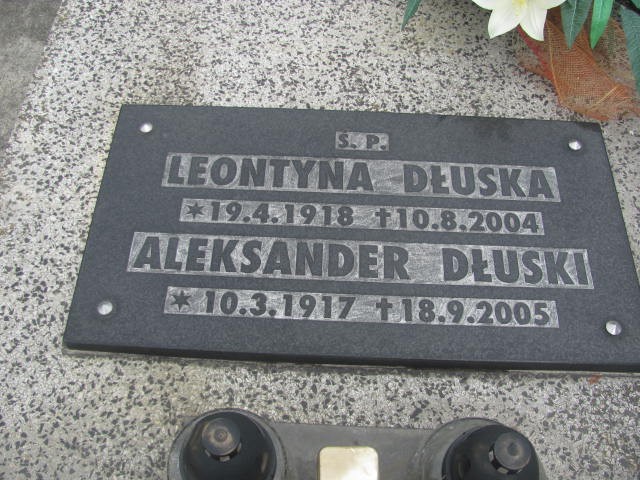 Ś. P.
LEONTYNA DŁUSKA
*19.4.1918 †10.8.2004
ALEKSANDER DŁUSKI
* 10.3.1917 †18.9.2005